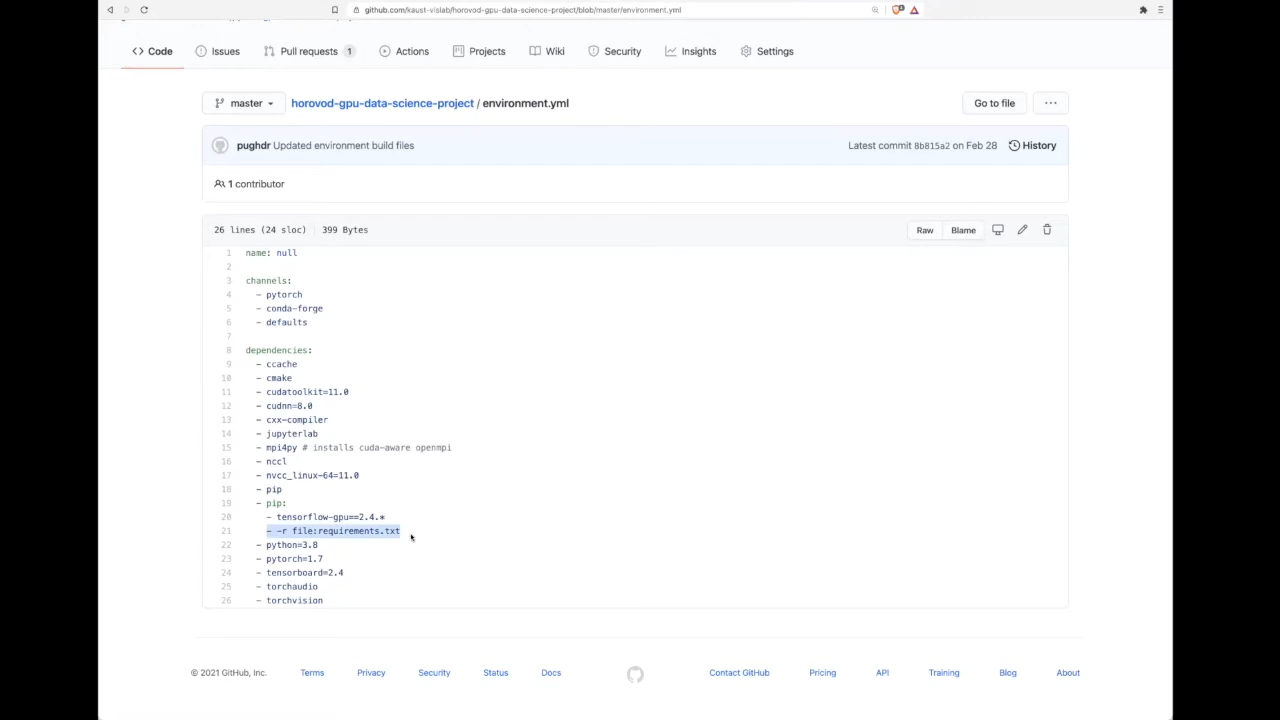 github.com/kaust-vislab/horovod-gpu-data-science-project/blob/master/environment.yml
Code Issues Pull requests 1 Actions Projects Wiki Security Insights Settings
master horovod-gpu-data-science-project / environment.yml Go to file ...
pughdr Updated environment build files Latest commit 8b815a2 on Feb 28 History
1 contributor
26 lines (24 sloc) 399 Bytes Raw Blame
1 name: null
2
3 channels:
4 - pytorch
5 - conda-forge
6 - defaults
7
8 dependencies:
9 - ccache
10 - cmake
11 - cudatoolkit=11.0
12 - cudnn=8.0
13 - cxx-compiler
14 - jupyterlab
15 - mpi4py # installs cuda-aware openmpi
16 - nccl
17 - nvcc_linux-64=11.0
18 - pip
19 - pip:
20 - tensorflow-gpu==2.4.*
21 - -r file:requirements.txt
22 - python=3.8
23 - pytorch=1.7
24 - tensorboard=2.4
25 - torchaudio
26 - torchvision
© 2021 GitHub, Inc. Terms Privacy Security Status Docs Contact GitHub Pricing API Training Blog About